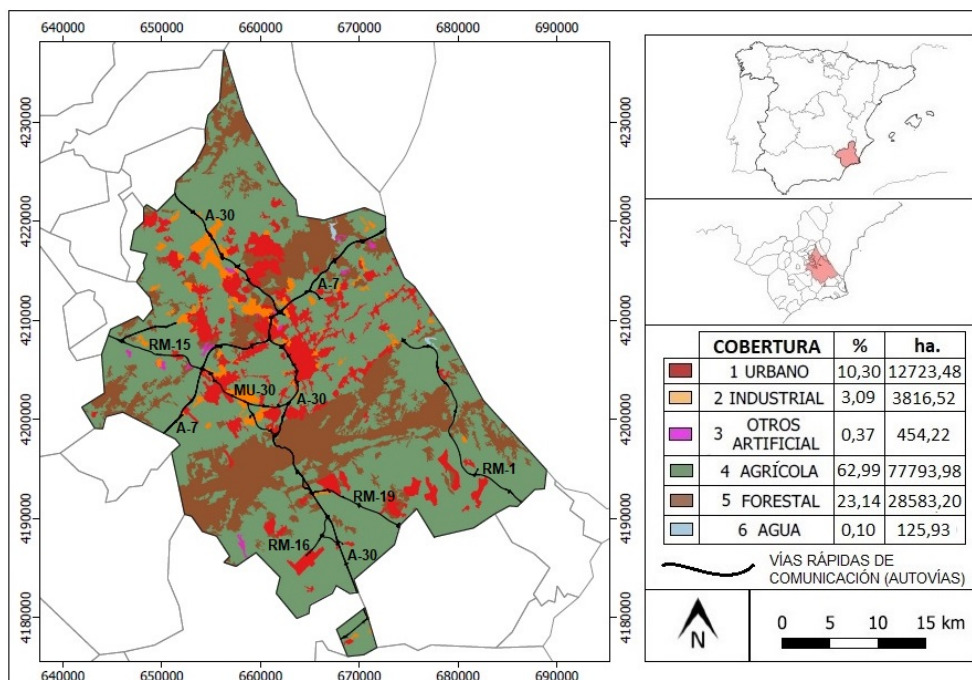 640000 650000 660000 670000 680000 690000
4230000
4220000
4210000
4200000
4190000
4180000
A-30
A-7
RM-15
MU-30
A-30
A-7
RM-1
RM-19
RM-16
A-30
4230000
4220000
4210000
4200000
4190000
4180000
640000 650000 660000 670000 680000 690000
COBERTURA % ha.
1 URBANO 10,30 12723,48
2 INDUSTRIAL 3,09 3816,52
3 OTROS ARTIFICIAL 0,37 454,22
4 AGRÍCOLA 62,99 77793,98
5 FORESTAL 23,14 28583,20
6 AGUA 0,10 125,93
VÍAS RÁPIDAS DE
COMUNICACIÓN (AUTOVÍAS)
N
0 5 10 15 km